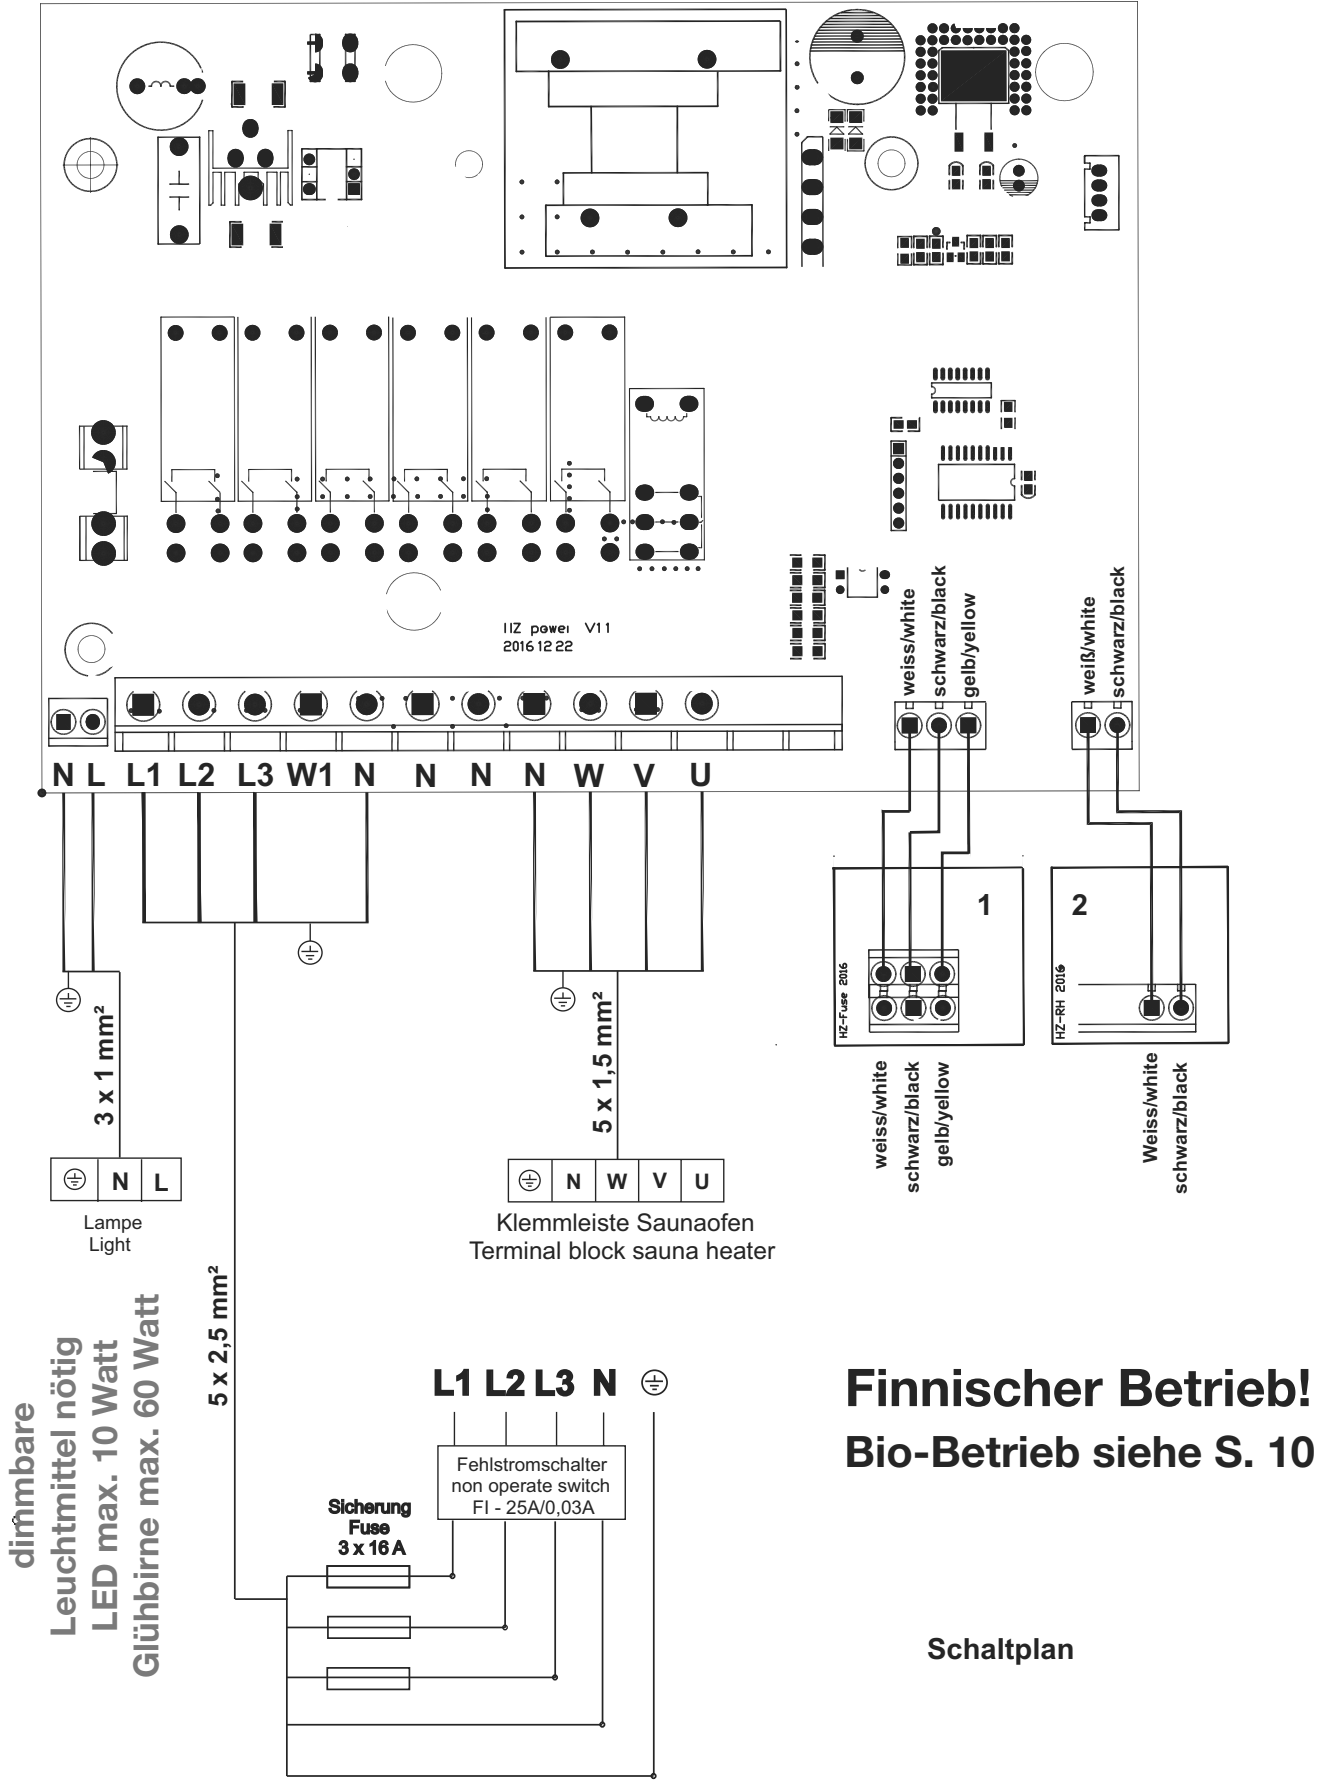 HZ power V11
2016 12 22
weiss/white
schwarz/black
gelb/yellow
weiß/white
schwarz/black
N L L1 L2 L3 W1 N N N N W V U
1
HZ-Fuse 2016
2
HZ-RH 2016
weiss/white
schwarz/black
gelb/yellow
Weiss/white
schwarz/black
3 x 1 mm²
N L
Lampe
Light
5 x 1,5 mm²
N W V U
Klemmleiste Saunaofen
Terminal block sauna heater
5 x 2,5 mm²
dimmbare
Leuchtmittel nötig
LED max. 10 Watt
Glühbirne max. 60 Watt
L1 L2 L3 N
Fehlstromschalter
non operate switch
FI - 25A/0,03A
Sicherung
Fuse
3 x 16 A
Finnischer Betrieb!
Bio-Betrieb siehe S. 10
Schaltplan